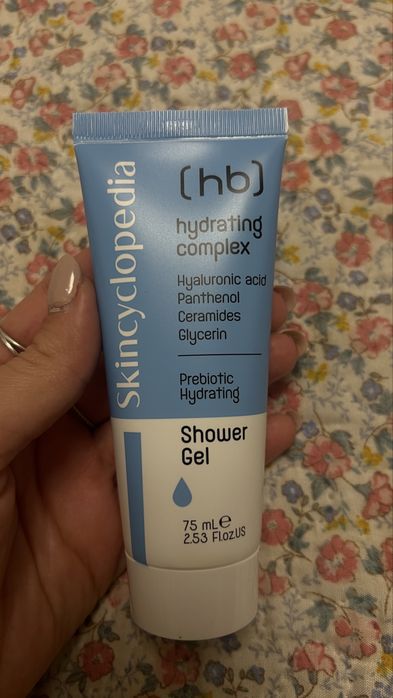 Skincyclopedia
(hb)
hydrating
complex
Hyaluronic acid
Panthenol
Ceramides
Glycerin
Prebiotic
Hydrating
Shower
Gel
75 mLe
2.53 Fl.oz.US